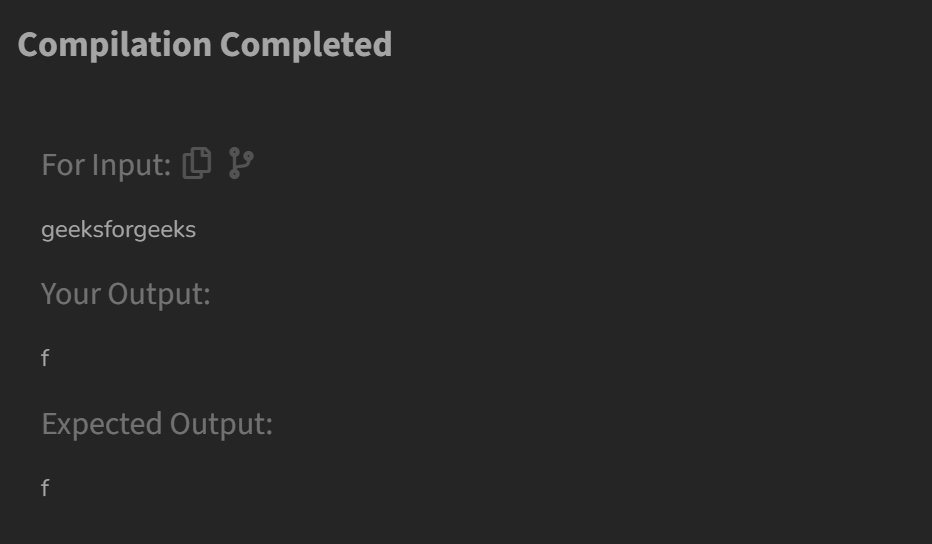 Compilation Completed
For Input:
geeksforgeeks
Your Output:
f
Expected Output:
f